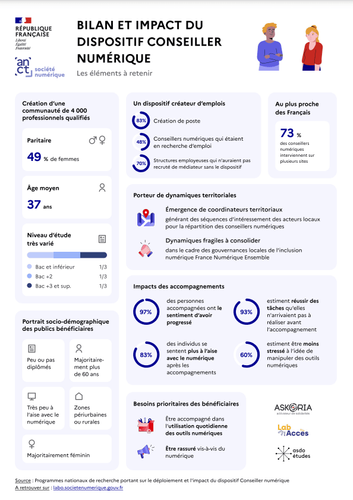 RÉPUBLIQUE
FRANÇAISE
Liberté
Égalité
Fraternité
anct
société
numérique
BILAN ET IMPACT DU
DISPOSITIF CONSEILLER
NUMÉRIQUE
Les éléments à retenir
Création d'une
communauté de 4 000
professionnels qualifiés
Paritaire
49 % de femmes
Âge moyen
37 ans
Niveau d'étude
très varié
Bac et inférieur 1/3
Bac +2 1/3
Bac +3 et sup. 1/3
Portrait socio-démographique
des publics bénéficiaires
Peu ou pas
diplômés
Majoritaire-
ment plus
de 60 ans
Très peu à
l'aise avec le
numérique
Zones
périurbaines
ou rurales
Majoritairement féminin
Un dispositif créateur d'emplois
83%
Création de poste
48%
Conseillers numériques qui étaient
en recherche d'emploi
70%
Structures employeuses qui n'auraient pas
recruté de médiateur sans le dispositif
Au plus proche
des Français
73 %
des conseillers
numériques
interviennent sur
plusieurs sites
Porteur de dynamiques territoriales
Émergence de coordinateurs territoriaux
générant des séquences d'intéressement des acteurs locaux
pour la répartition des conseillers numériques
Dynamiques fragiles à consolider
dans le cadre des gouvernances locales de l'inclusion
numérique France Numérique Ensemble
Impacts des accompagnements
97%
des personnes
accompagnées ont le
sentiment d'avoir
progressé
93%
estiment réussir des
tâches qu'elles
n'arrivaient pas à
réaliser avant
l'accompagnement
83%
des individus se
sentent plus à l'aise
avec le numérique
après les
accompagnements
60%
estiment être moins
stressé à l'idée de
manipuler des outils
numériques
Besoins prioritaires des bénéficiaires
Être accompagné dans
l'utilisation quotidienne
des outils numériques
Être rassuré vis-à-vis du
numérique
ASKORIA
Lab
Accès
asdo
études
Source : Programmes nationaux de recherche portant sur le déploiement et l'impact du dispositif Conseiller numérique
A retrouver sur : labo.societenumerique.gouv.fr